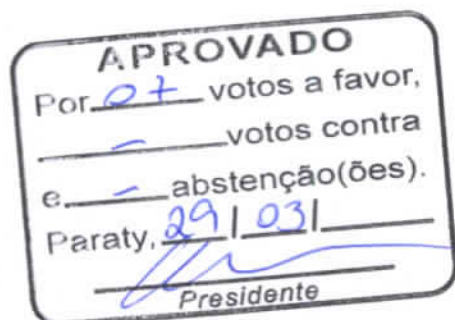 APROVADO
Por 07 votos a favor,
— votos contra
e — abstenção(ões).
Paraty, 29 | 03 |
Presidente